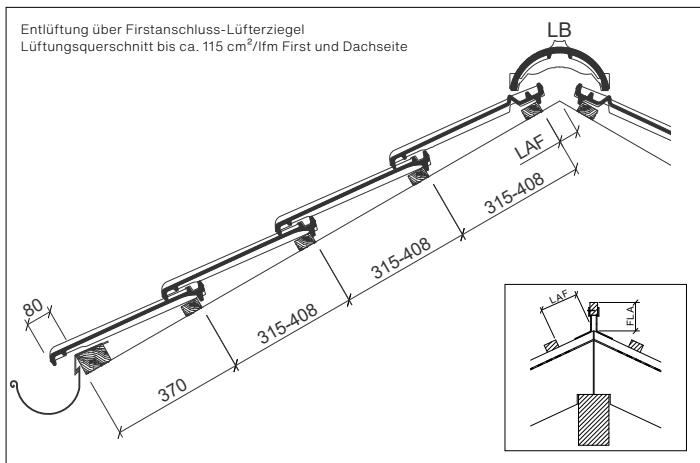 Entlüftung über Firstanschluss-Lüfterziegel
Lüftungsquerschnitt bis ca. 115 cm²/lfm First und Dachseite
LB
LAF
315-408
315-408
315-408
370
80
LAF
FLA